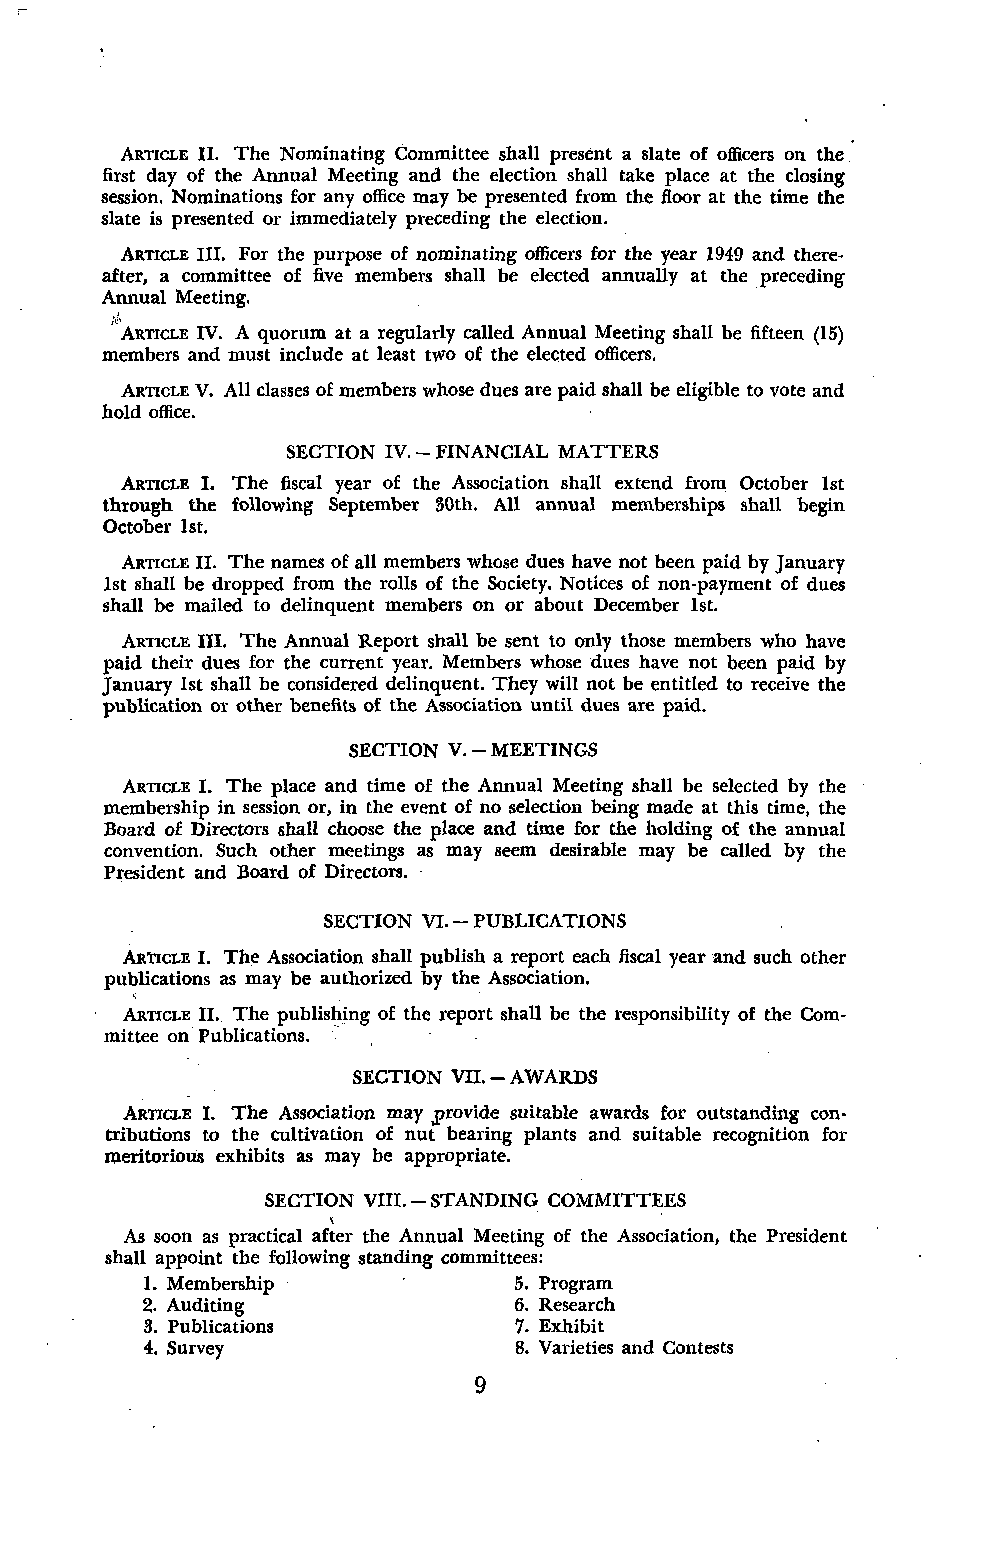 ARTICLE II. The Nominating Committee shall present a slate of officers on the
first day of the Annual Meeting and the election shall take place at the closing
session. Nominations for any office may be presented from the floor at the time the
slate is presented or immediately preceding the election.
ARTICLE III. For the purpose of nominating officers for the year 1949 and there-
after, a committee of five members shall be elected annually at the preceding
Annual Meeting.
ARTICLE IV. A quorum at a regularly called Annual Meeting shall be fifteen (15)
members and must include at least two of the elected officers.
ARTICLE V. All classes of members whose dues are paid shall be eligible to vote and
hold office.
SECTION IV. — FINANCIAL MATTERS
ARTICLE I. The fiscal year of the Association shall extend from October 1st
through the following September 30th. All annual memberships shall begin
October 1st.
ARTICLE II. The names of all members whose dues have not been paid by January
1st shall be dropped from the rolls of the Society. Notices of non-payment of dues
shall be mailed to delinquent members on or about December 1st.
ARTICLE III. The Annual Report shall be sent to only those members who have
paid their dues for the current year. Members whose dues have not been paid by
January 1st shall be considered delinquent. They will not be entitled to receive the
publication or other benefits of the Association until dues are paid.
SECTION V. — MEETINGS
ARTICLE I. The place and time of the Annual Meeting shall be selected by the
membership in session or, in the event of no selection being made at this time, the
Board of Directors shall choose the place and time for the holding of the annual
convention. Such other meetings as may seem desirable may be called by the
President and Board of Directors.
SECTION VI. — PUBLICATIONS
ARTICLE I. The Association shall publish a report each fiscal year and such other
publications as may be authorized by the Association.
ARTICLE II. The publishing of the report shall be the responsibility of the Com-
mittee on Publications.
SECTION VII. — AWARDS
ARTICLE I. The Association may provide suitable awards for outstanding con-
tributions to the cultivation of nut bearing plants and suitable recognition for
meritorious exhibits as may be appropriate.
SECTION VIII. — STANDING COMMITTEES
As soon as practical after the Annual Meeting of the Association, the President
shall appoint the following standing committees:
1. Membership
2. Auditing
3. Publications
4. Survey
5. Program
6. Research
7. Exhibit
8. Varieties and Contests
9